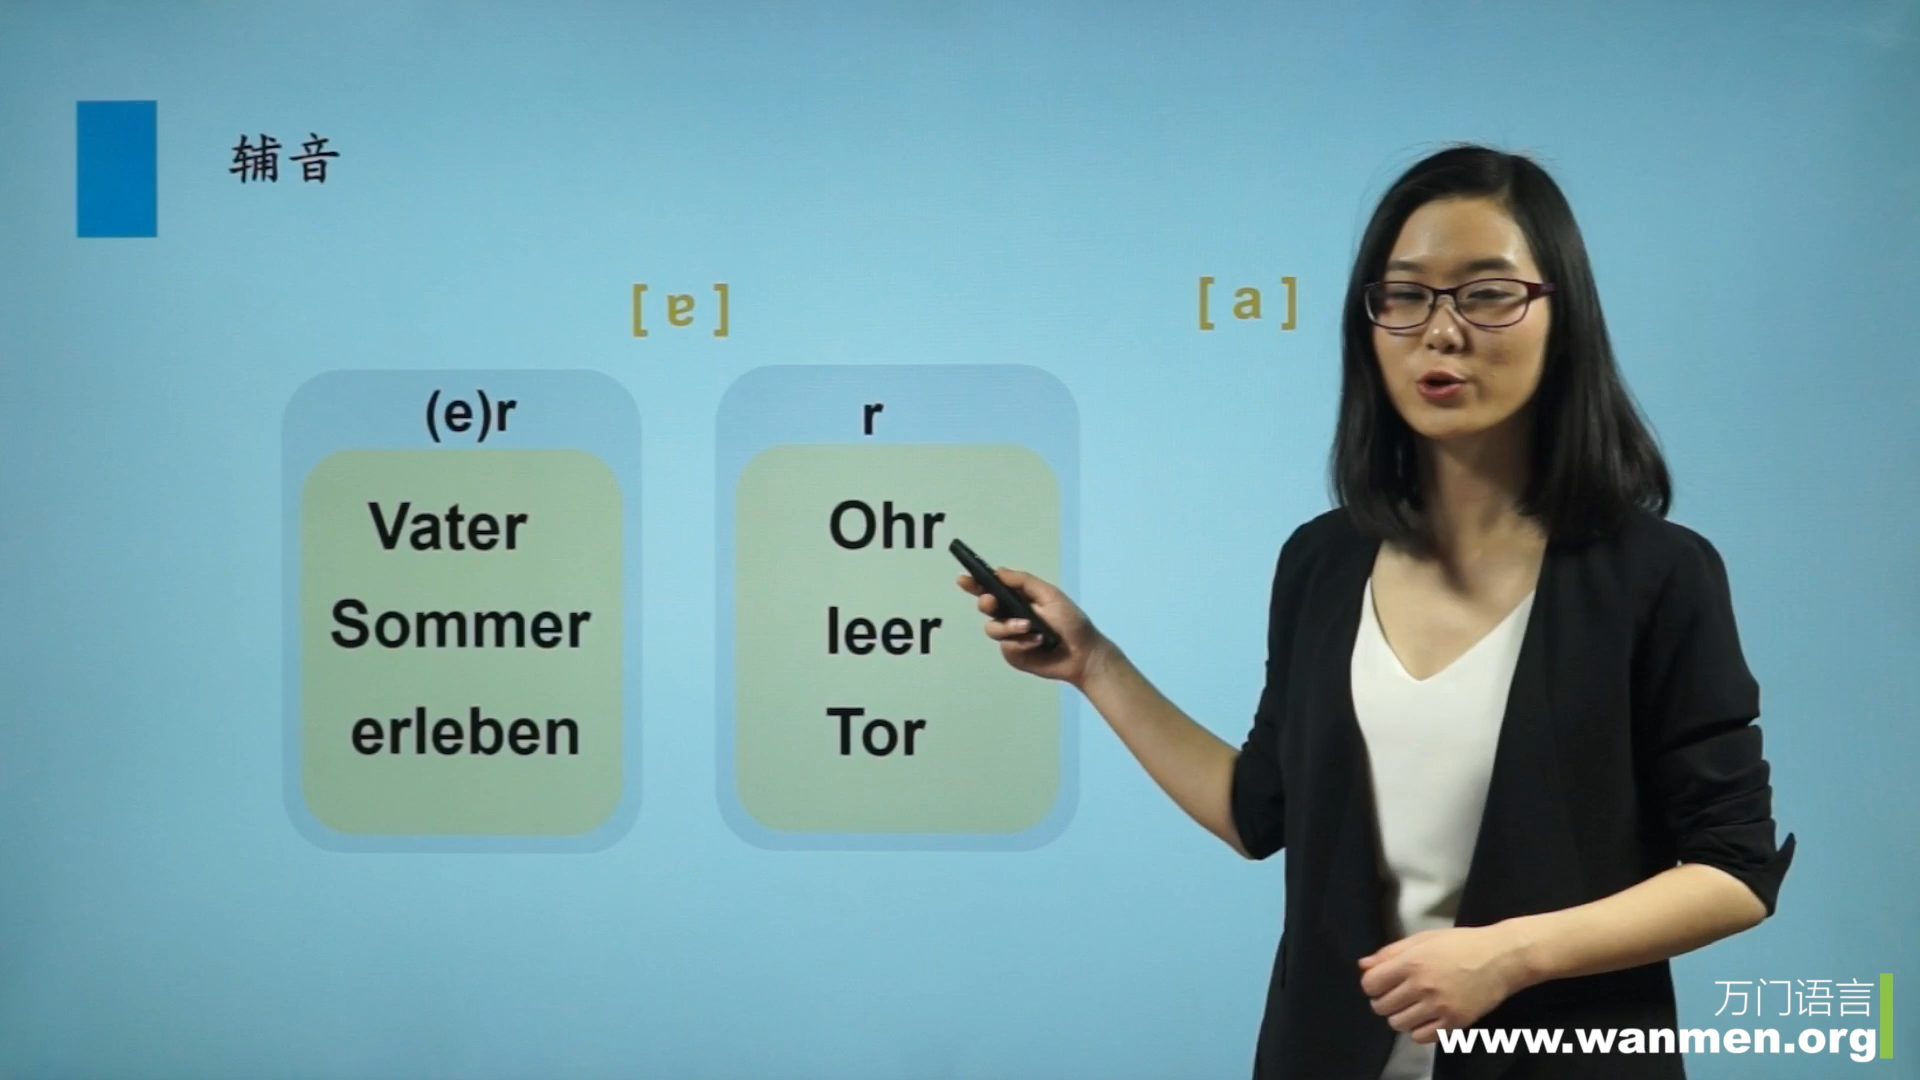 辅音
[ ɐ ]
[ a ]
(e)r
Vater
Sommer
erleben
r
Ohr
leer
Tor
万门语言
www.wanmen.org